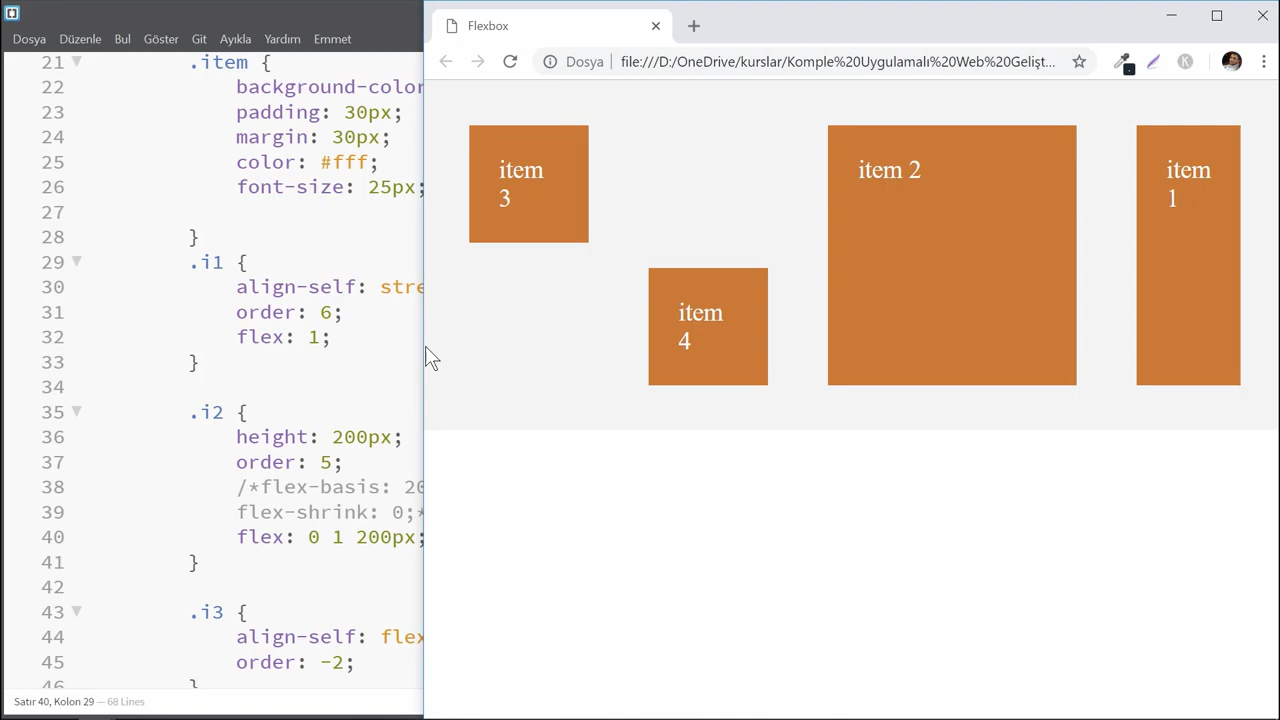 Dosya Düzenle Bul Göster Git Ayıkla Yardım Emmet
21 .item {
22 background-color
23 padding: 30px;
24 margin: 30px;
25 color: #fff;
26 font-size: 25px;
27
28 }
29 .i1 {
30 align-self: stre
31 order: 6;
32 flex: 1;
33 }
34
35 .i2 {
36 height: 200px;
37 order: 5;
38 /*flex-basis: 20
39 flex-shrink: 0;*
40 flex: 0 1 200px;
41 }
42
43 .i3 {
44 align-self: flex
45 order: -2;
46 }
Satır 40, Kolon 29 — 68 Lines
Flexbox
Dosya file:///D:/OneDrive/kurslar/Komple%20Uygulamalı%20Web%20Gelişt...
K
item
3
item
4
item 2
item
1